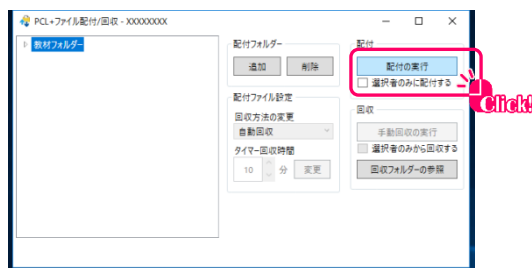 PCL+ファイル配付/回収 - XXXXXXXX
教材フォルダー
配付フォルダー
追加
削除
配付ファイル設定
回収方法の変更
自動回収
タイマー回収時間
10
分
変更
配付
配付の実行
選択者のみに配付する
Click!
回収
手動回収の実行
選択者のみから回収する
回収フォルダーの参照